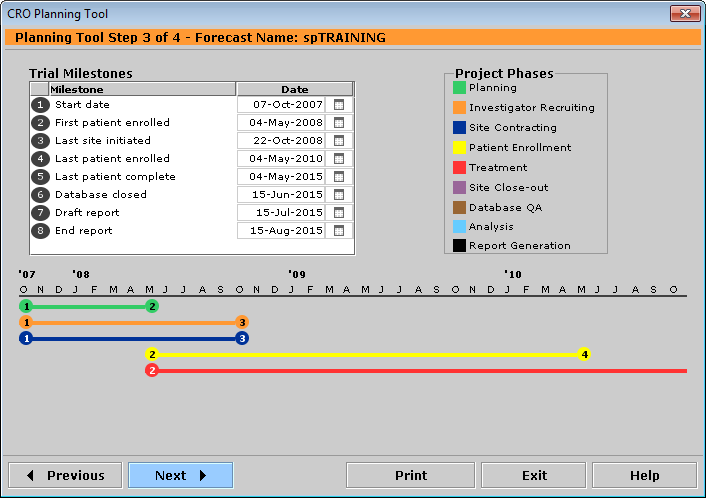 CRO Planning Tool
Planning Tool Step 3 of 4 - Forecast Name: spTRAINING
Trial Milestones
Milestone Date
1 Start date 07-Oct-2007
2 First patient enrolled 04-May-2008
3 Last site initiated 22-Oct-2008
4 Last patient enrolled 04-May-2010
5 Last patient complete 04-May-2015
6 Database closed 15-Jun-2015
7 Draft report 15-Jul-2015
8 End report 15-Aug-2015
Project Phases
Planning
Investigator Recruiting
Site Contracting
Patient Enrollment
Treatment
Site Close-out
Database QA
Analysis
Report Generation
'07 '08 '09 '10
O N D J F M A M J J A S O N D J F M A M J J A S O N D J F M A M J J A S O
1 2
1 3
1 3
2 4
2
Previous Next Print Exit Help